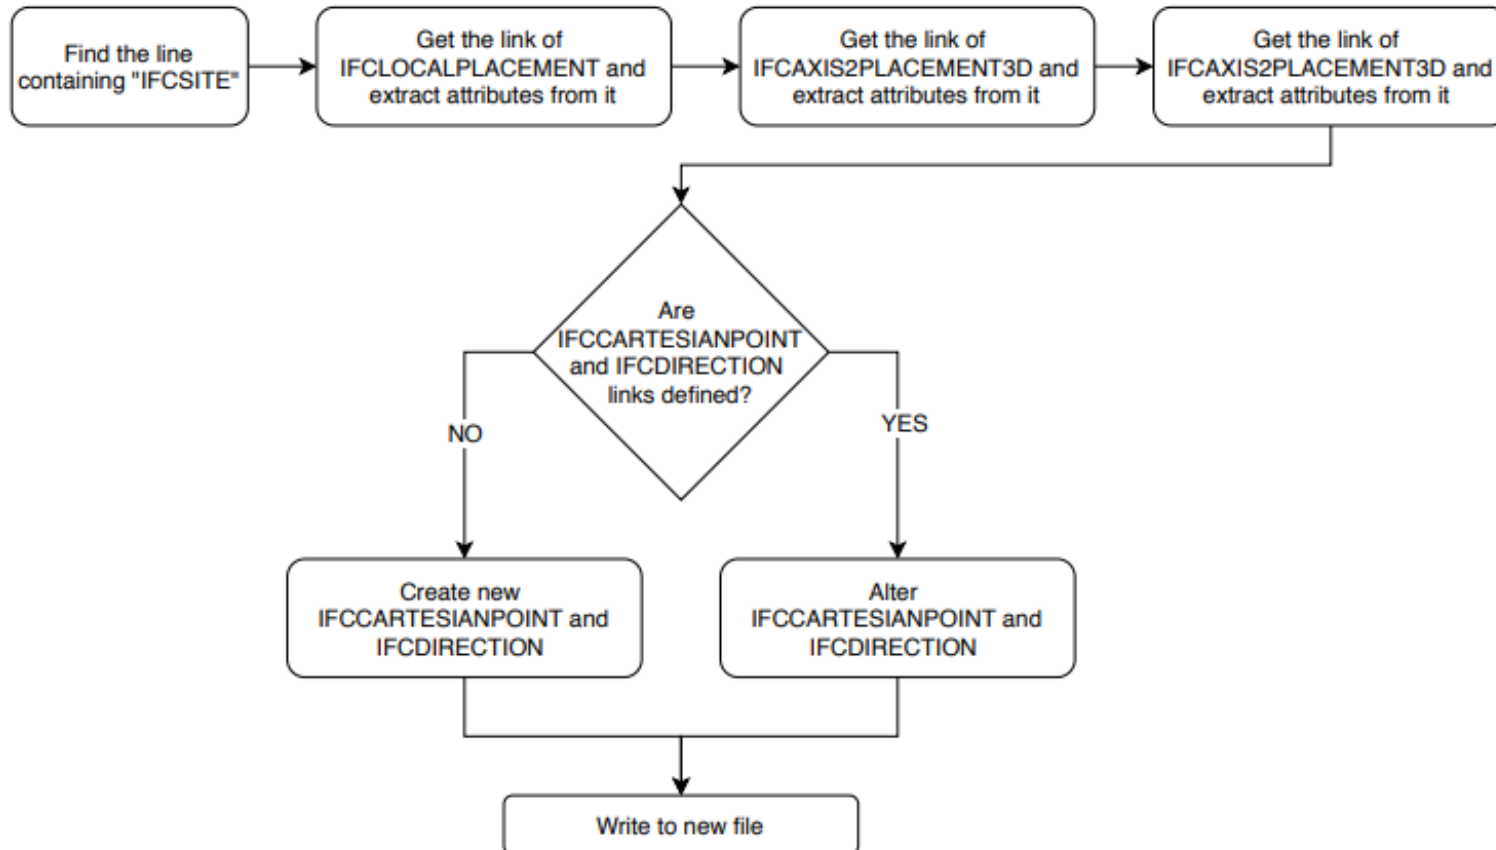 Find the line
containing "IFCSITE"
Get the link of
IFCLOCALPLACEMENT and
extract attributes from it
Get the link of
IFCAXIS2PLACEMENT3D and
extract attributes from it
Get the link of
IFCAXIS2PLACEMENT3D and
extract attributes from it
Are
IFCCARTESIANPOINT
and IFCDIRECTION
links defined?
NO
YES
Create new
IFCCARTESIANPOINT and
IFCDIRECTION
Alter
IFCCARTESIANPOINT and
IFCDIRECTION
Write to new file